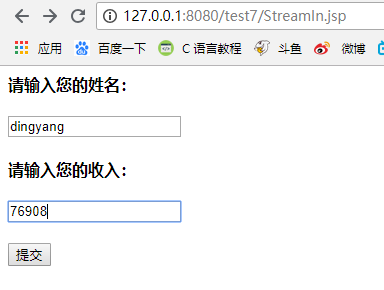 127.0.0.1:8080/test7/StreamIn.jsp
应用 百度一下 C 语言教程 斗鱼 微博
请输入您的姓名：
dingyang
请输入您的收入：
76908
提交